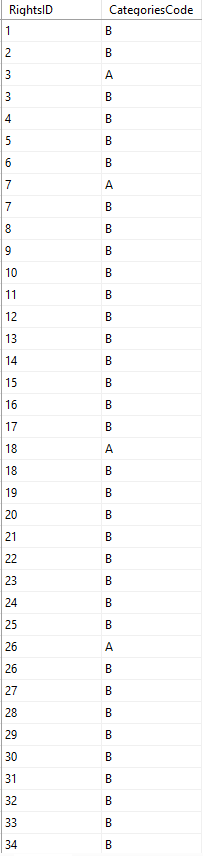 RightsID CategoriesCode
1 B
2 B
3 A
3 B
4 B
5 B
6 B
7 A
7 B
8 B
9 B
10 B
11 B
12 B
13 B
14 B
15 B
16 B
17 B
18 A
18 B
19 B
20 B
21 B
22 B
23 B
24 B
25 B
26 A
26 B
27 B
28 B
29 B
30 B
31 B
32 B
33 B
34 B